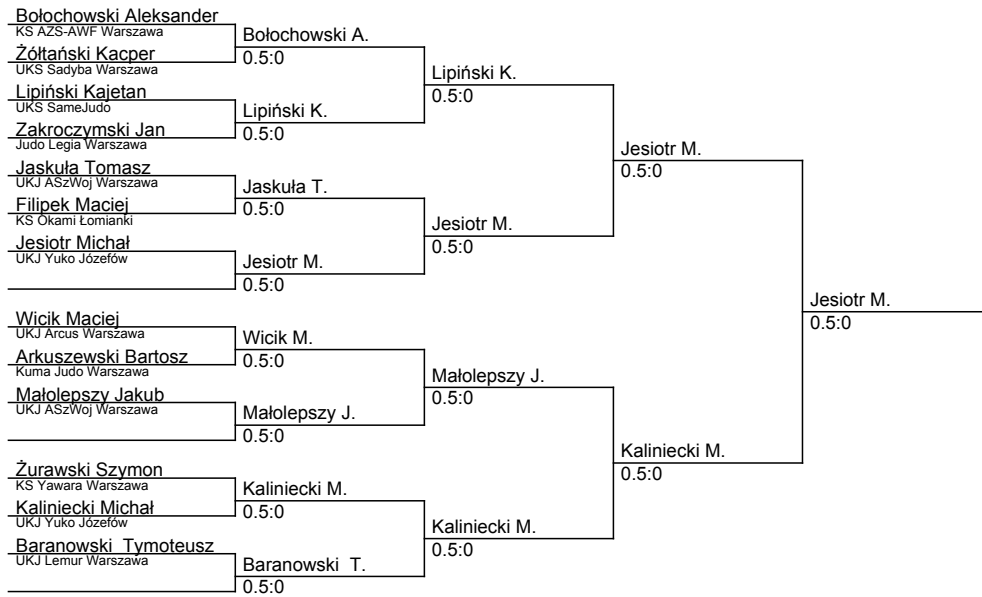 Bołochowski Aleksander
KS AZS-AWF Warszawa
Żółtański Kacper
UKS Sadyba Warszawa
Lipiński Kajetan
UKS SameJudo
Zakroczymski Jan
Judo Legia Warszawa
Jaskuła Tomasz
UKJ ASzWoj Warszawa
Filipek Maciej
KS Okami Łomianki
Jesiotr Michał
UKJ Yuko Józefów
Wicik Maciej
UKJ Arcus Warszawa
Arkuszewski Bartosz
Kuma Judo Warszawa
Małolepszy Jakub
UKJ ASzWoj Warszawa
Żurawski Szymon
KS Yawara Warszawa
Kaliniecki Michał
UKJ Yuko Józefów
Baranowski  Tymoteusz
UKJ Lemur Warszawa
Bołochowski A.
0.5:0
Lipiński K.
0.5:0
Jaskuła T.
0.5:0
Jesiotr M.
0.5:0
Wicik M.
0.5:0
Małolepszy J.
0.5:0
Kaliniecki M.
0.5:0
Baranowski  T.
0.5:0
Lipiński K.
0.5:0
Jesiotr M.
0.5:0
Małolepszy J.
0.5:0
Kaliniecki M.
0.5:0
Jesiotr M.
0.5:0
Kaliniecki M.
0.5:0
Jesiotr M.
0.5:0